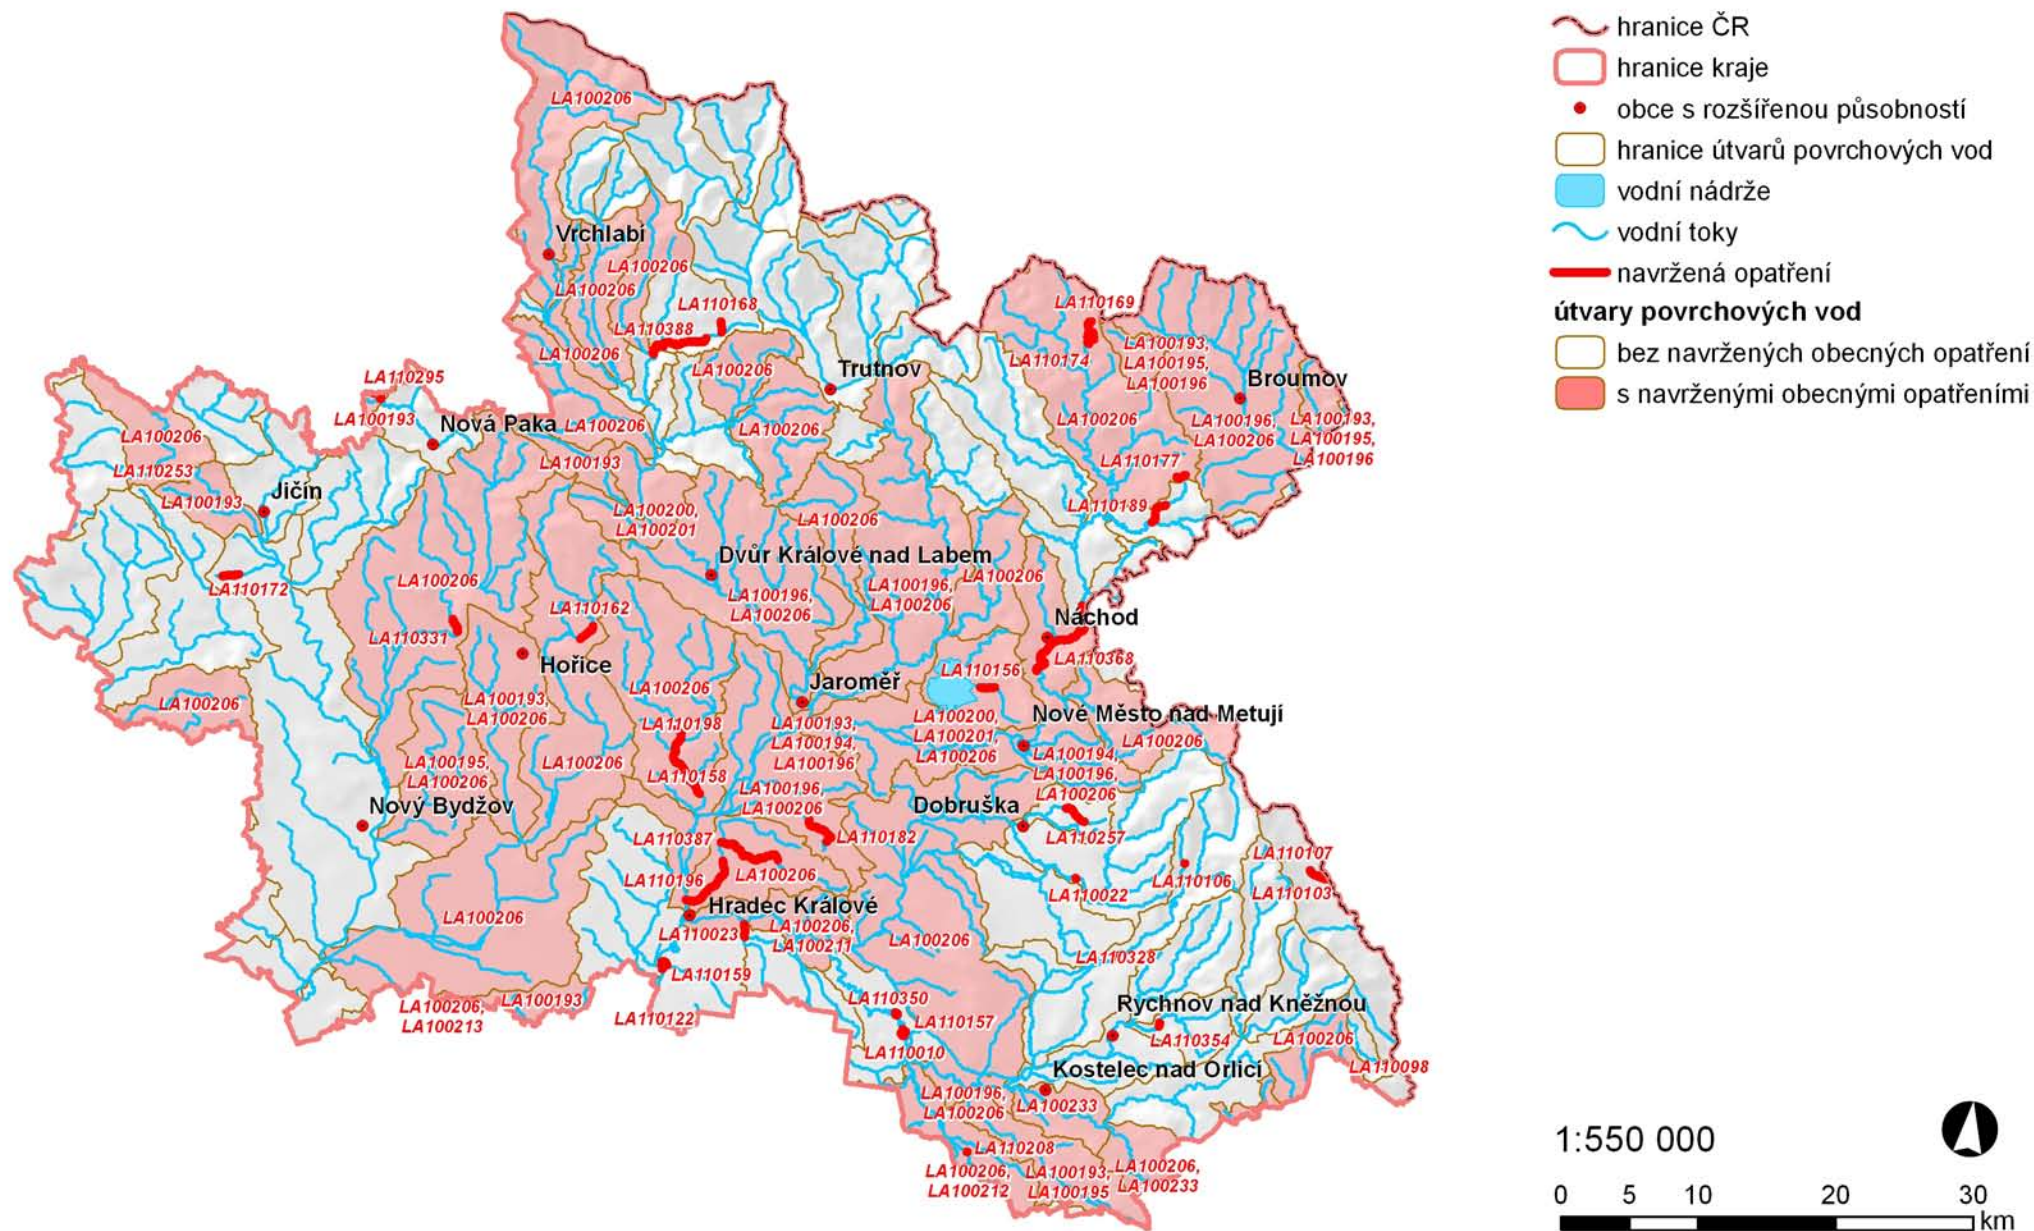 LA100206
Vrchlabí
LA100206
LA100206
LA110168
LA110388
LA100206
LA100206
Trutnov
LA110169
LA110174
LA100193,
LA100195,
LA100196
Broumov
LA100206
LA100196,
LA100206
LA100193,
LA100195,
LA100196
LA110177
LA110189
LA110295
LA100193
Nová Paka
LA100206
LA100206
LA100193
LA100206
LA110253
LA100193
Jičín
LA110172
LA100200,
LA100201
LA100206
Dvůr Králové nad Labem
LA100206
LA110162
LA100196,
LA100206
LA100196,
LA100206
LA100206
Náchod
LA110331
Hořice
LA110368
LA110156
LA100206
LA100206
Jaroměř
LA100193,
LA100206
LA110198
LA100193,
LA100194,
LA100196
LA100200,
LA100201,
LA100206
Nové Město nad Metují
LA100206
LA100194,
LA100196,
LA100206
LA100195,
LA100206
LA100206
LA110158
LA100196,
LA100206
Nový Bydžov
Dobruška
LA110387
LA110182
LA110257
LA100206
LA110196
LA110022
LA110106
LA110107
LA110103
Hradec Králové
LA100206
LA110023
LA100206,
LA100211
LA100206
LA110159
LA110328
LA100206,
LA100213
LA100193
LA110122
LA110350
LA110157
LA110010
Rychnov nad Kněžnou
LA110354
LA100206
LA110098
Kostelec nad Orlicí
LA100196,
LA100206
LA100233
LA110208
LA100206,
LA100212
LA100193,
LA100195
LA100206,
LA100233
hranice ČR
hranice kraje
obce s rozšířenou působností
hranice útvarů povrchových vod
vodní nádrže
vodní toky
navržená opatření
útvary povrchových vod
bez navržených obecných opatření
s navrženými obecnými opatřeními
1:550 000
0 5 10 20 30
km